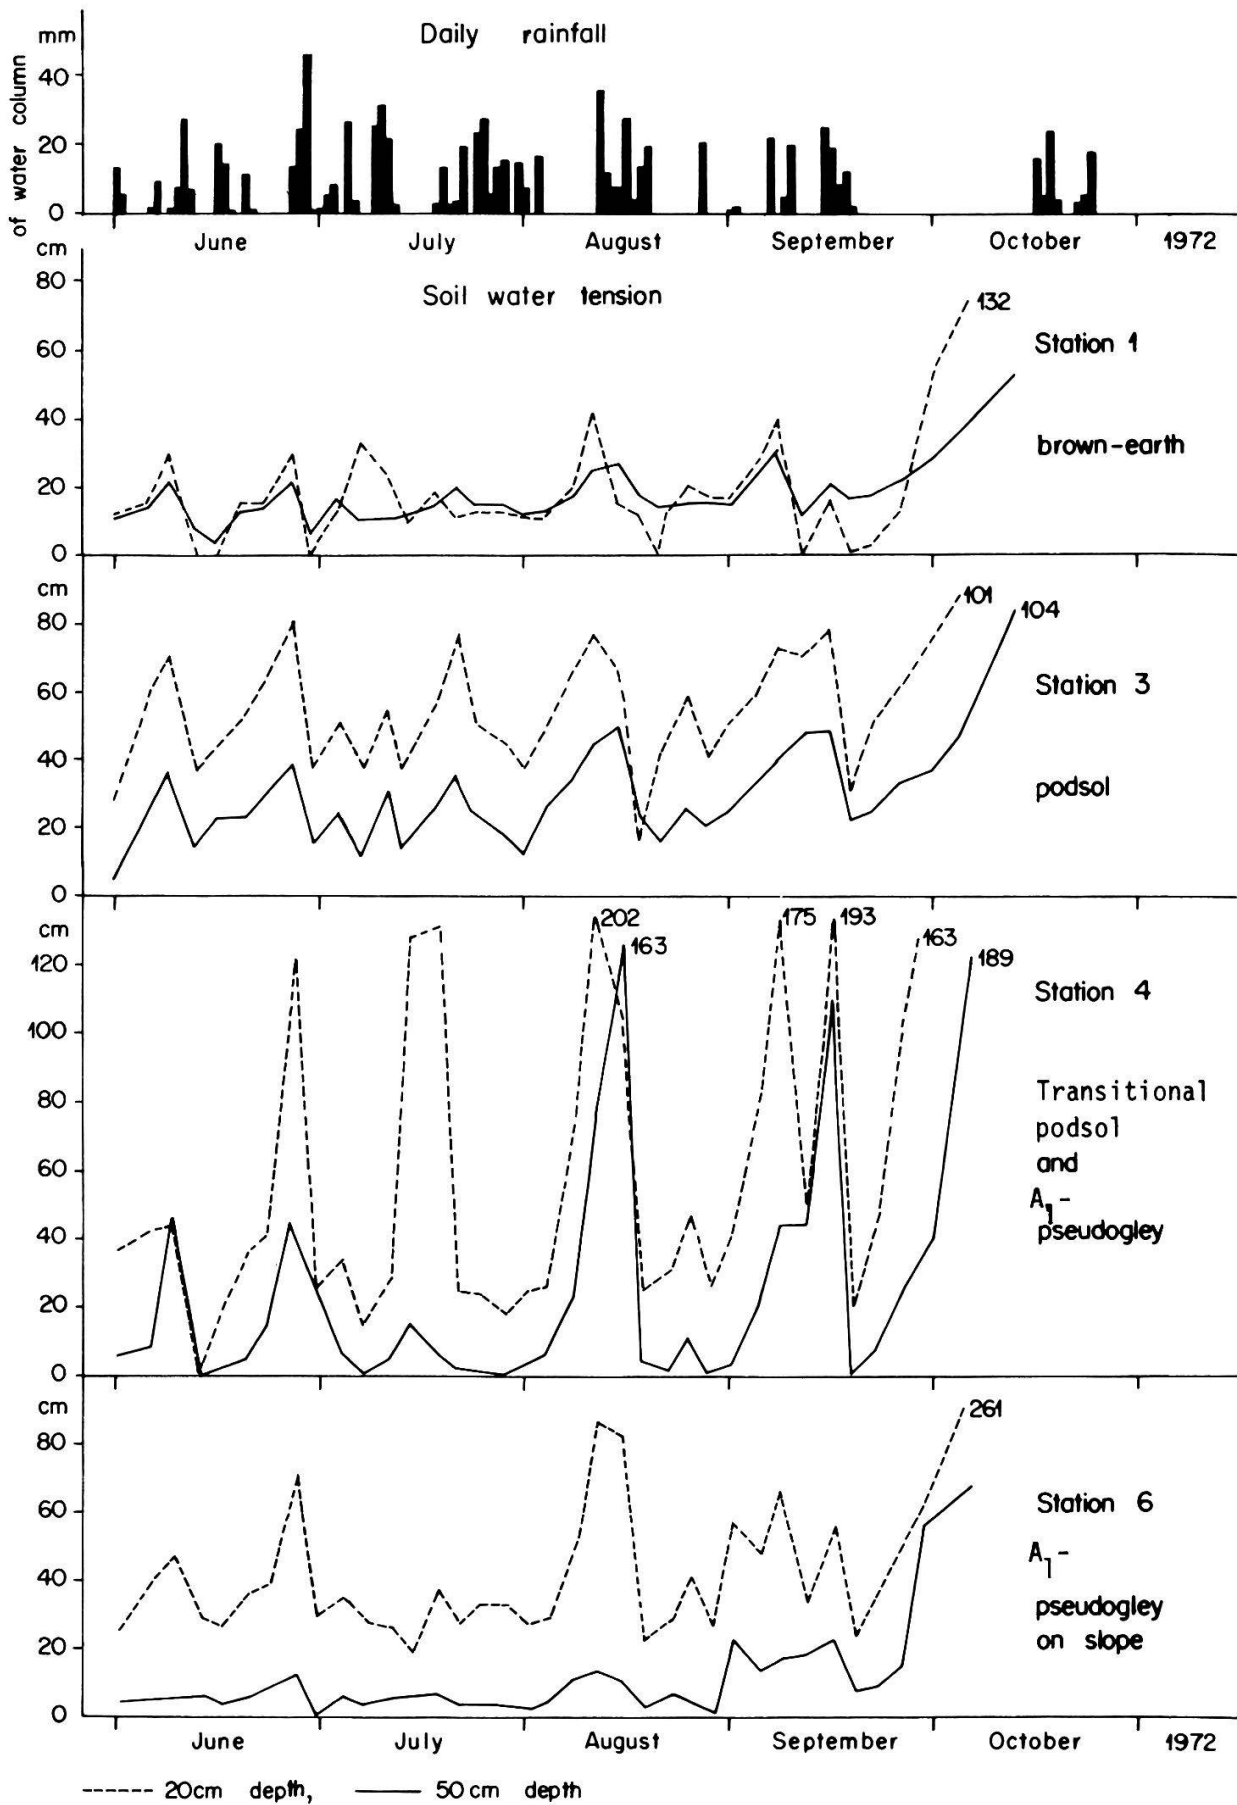 Daily rainfall
mm
of water column
40
20
0
June July August September October 1972
cm
Soil water tension
80
60
40
20
0
132
Station 1
brown-earth
cm
80
60
40
20
0
101
104
Station 3
podsol
cm
120
100
80
60
40
20
0
202
163
175
193
163
189
Station 4
Transitional
podsol
and
A1-
pseudogley
cm
80
60
40
20
0
261
Station 6
A1-
pseudogley
on slope
June July August September October 1972
20cm depth, 50cm depth